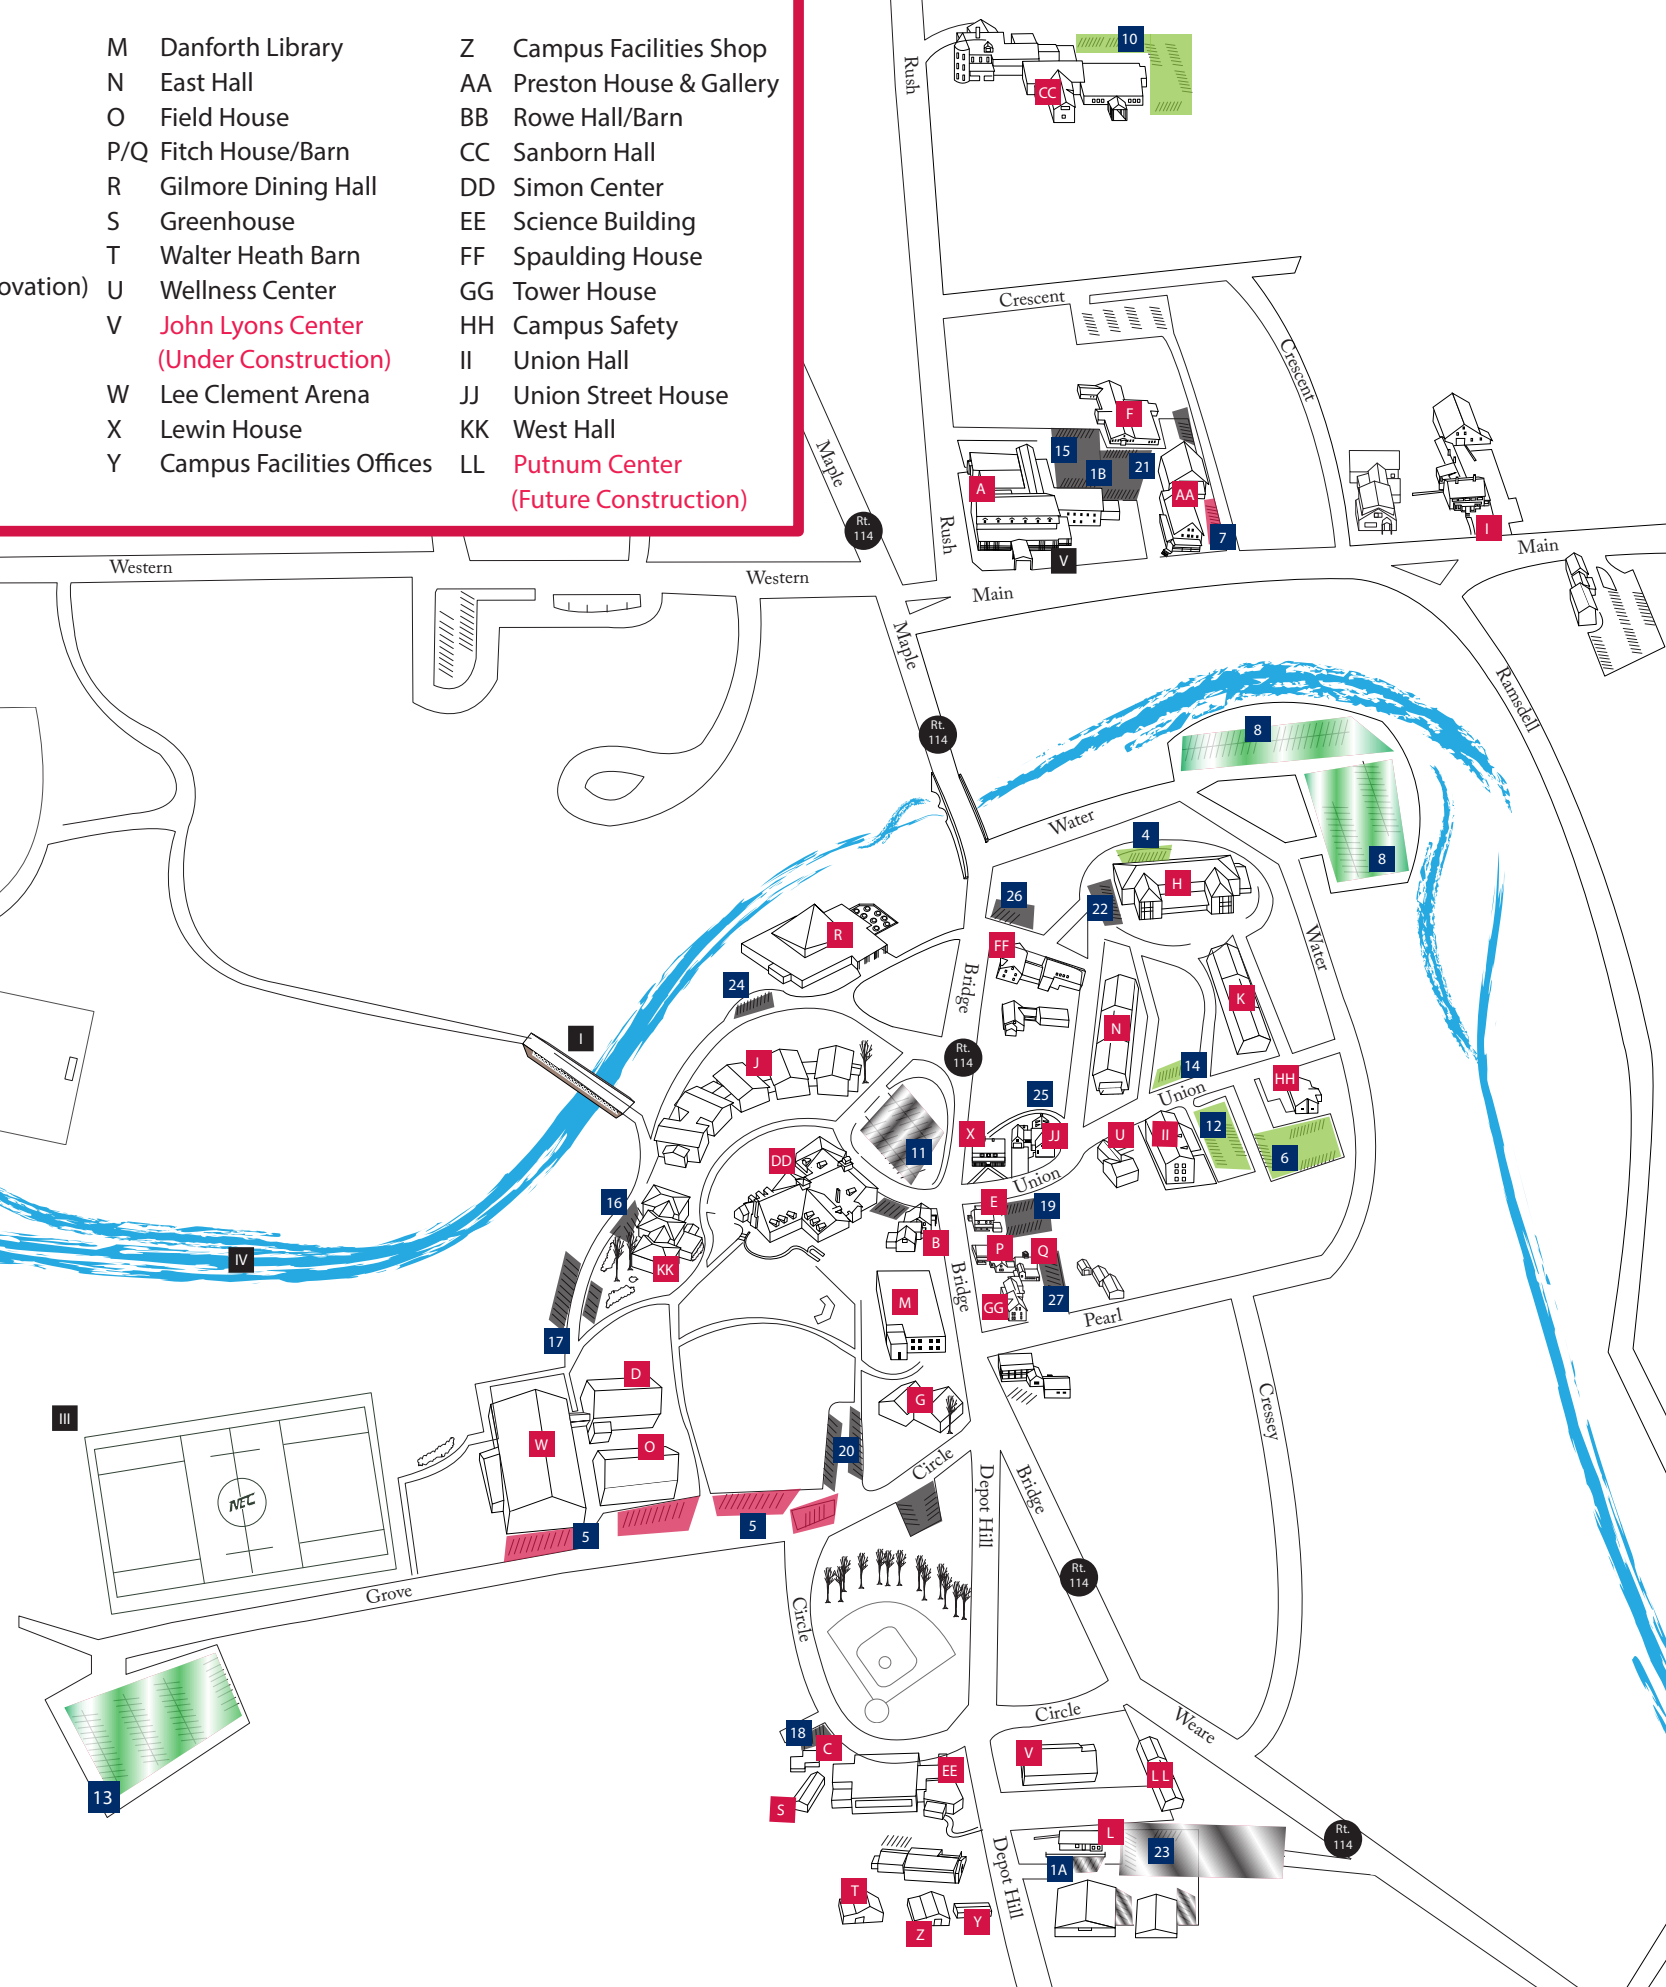 M Danforth Library
N East Hall
O Field House
P/Q Fitch House/Barn
R Gilmore Dining Hall
S Greenhouse
T Walter Heath Barn
ovation)
U Wellness Center
V John Lyons Center
(Under Construction)
W Lee Clement Arena
X Lewin House
Y Campus Facilities Offices
Z Campus Facilities Shop
AA Preston House & Gallery
BB Rowe Hall/Barn
CC Sanborn Hall
DD Simon Center
EE Science Building
FF Spaulding House
GG Tower House
HH Campus Safety
II Union Hall
JJ Union Street House
KK West Hall
LL Putnum Center
(Future Construction)
10
Rush
CC
Crescent
Crescent
F
15
1B
21
A
AA
Maple
Rt.
114
Rush
7
I
Main
V
Western
Western
Main
Maple
Ramsdell
Rt.
114
8
Water
4
8
H
26
22
R
FF
Water
24
Bridge
K
N
I
Rt.
114
J
14
HH
25
Union
12
X
JJ
U
II
11
6
DD
Union
16
E
19
B
P
Q
IV
KK
Bridge
M
GG
27
Pearl
17
D
G
Cressey
III
W
O
20
Circle
NEC
Depot Hill
Bridge
5
5
Rt.
114
Grove
Circle
Circle
Weare
18
C
V
EE
LL
13
S
L
Rt.
114
23
1A
Depot Hill
T
Z
Y